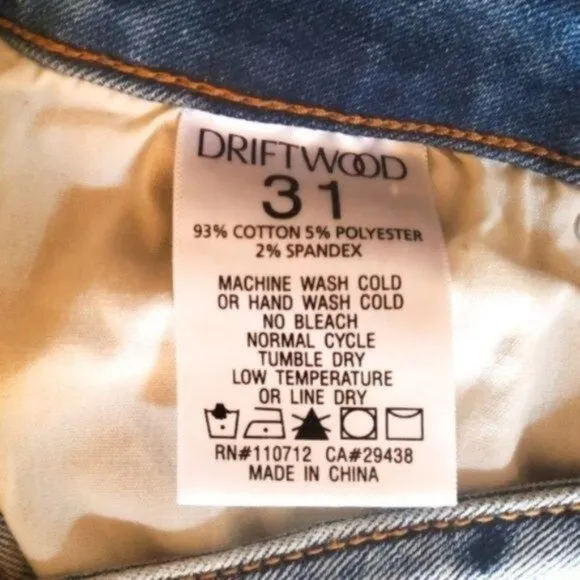 DRIFTWOOD
31
93% COTTON 5% POLYESTER
2% SPANDEX
MACHINE WASH COLD
OR HAND WASH COLD
NO BLEACH
NORMAL CYCLE
TUMBLE DRY
LOW TEMPERATURE
OR LINE DRY
RN#110712 CA#29438
MADE IN CHINA